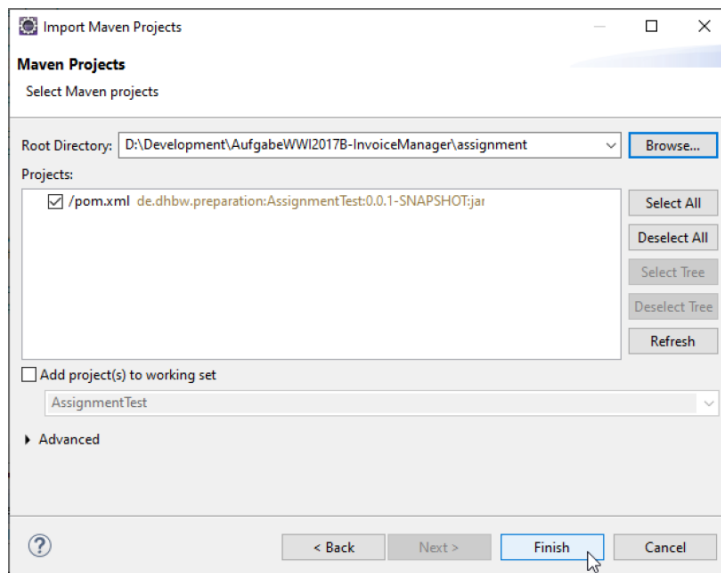 Import Maven Projects
Maven Projects
Select Maven projects
Root Directory: D:\Development\AufgabeWWI2017B-InvoiceManager\assignment Browse...
Projects:
/pom.xml de.dhbw.preparation:AssignmentTest:0.0.1-SNAPSHOT:jar
Select All
Deselect All
Select Tree
Deselect Tree
Refresh
Add project(s) to working set
AssignmentTest
Advanced
? < Back Next > Finish Cancel